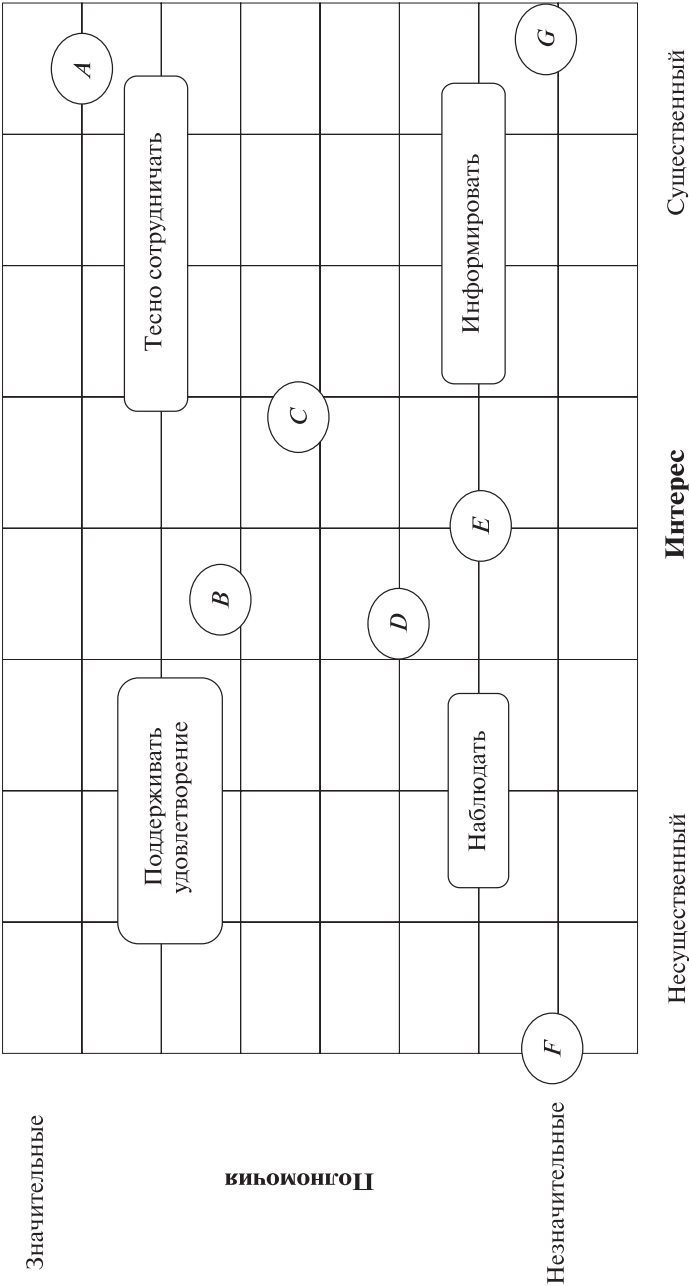 Значительные
A
Тесно сотрудничать
Поддерживать
удовлетворение
B
Полномочия
C
D
Информировать
Наблюдать
E
Незначительные
F
G
Несущественный
Интерес
Существенный